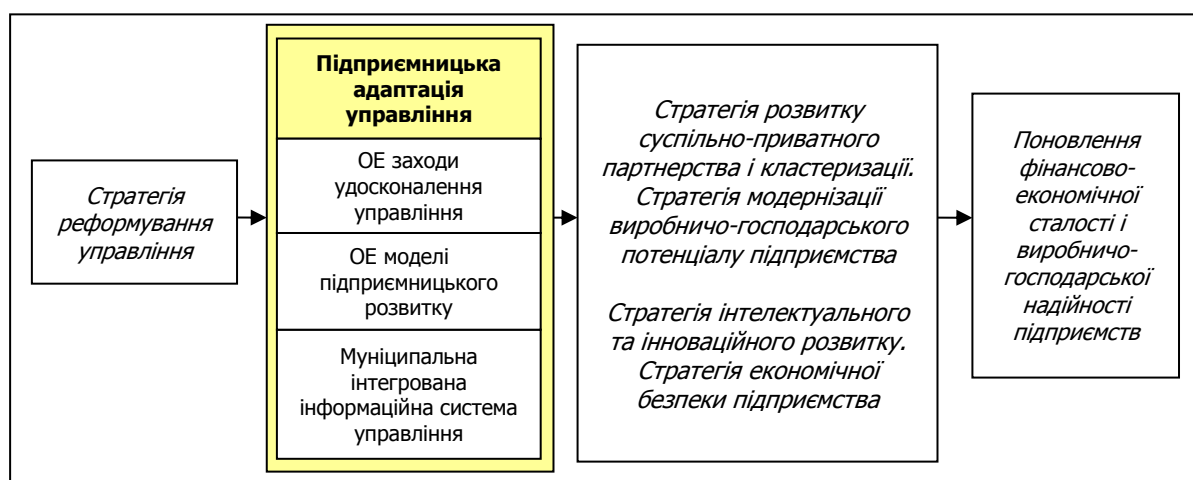 Стратегія
реформування
управління
Підприємницька
адаптація
управління
ОЕ заходи
удосконалення
управління
ОЕ моделі
підприємницького
розвитку
Муніципальна
інтегрована
інформаційна система
управління
Стратегія розвитку
суспільно-приватного
партнерства і кластеризації.
Стратегія модернізації
виробничо-господарського
потенціалу підприємства
Стратегія інтелектуального
та інноваційного розвитку.
Стратегія економічної
безпеки підприємства
Поновлення
фінансово-
економічної
сталості і
виробничо-
господарської
надійності
підприємств